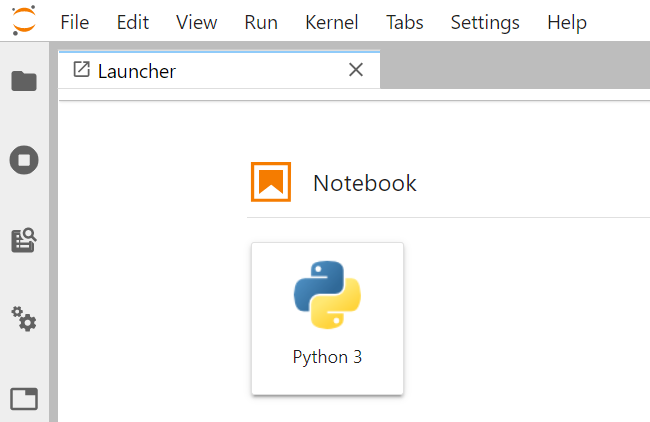 File Edit View Run Kernel Tabs Settings Help
Launcher
Notebook
Python 3